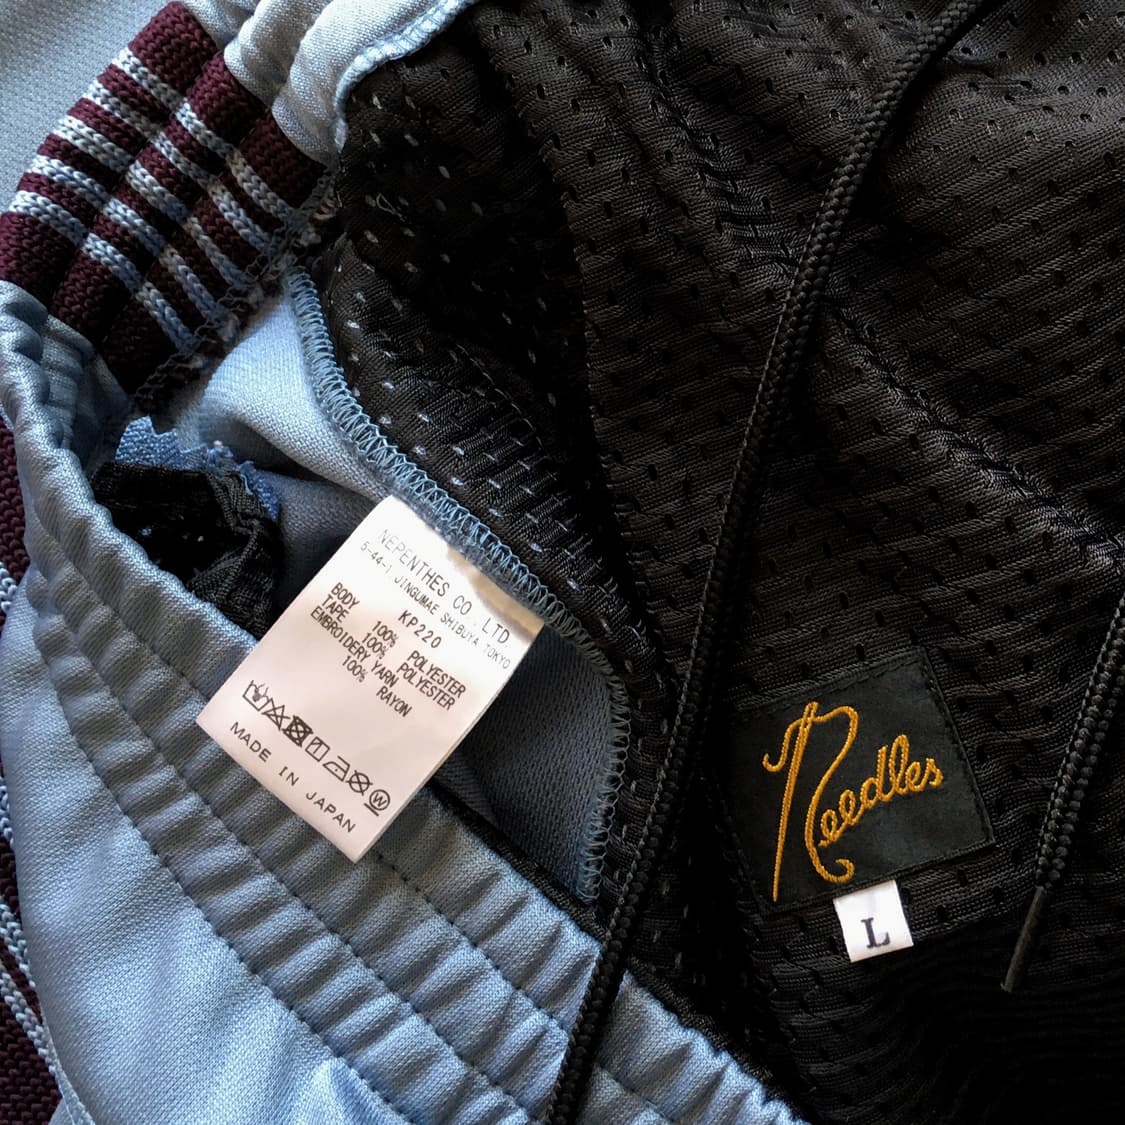 NEPENTHES CO., LTD.
5-44-1 JINGUMAE SHIBUYA TOKYO
KP220
BODY
100% POLYESTER
TAPE
100% POLYESTER
EMBROIDERY YARN
100% RAYON
MADE IN JAPAN
Needles
L